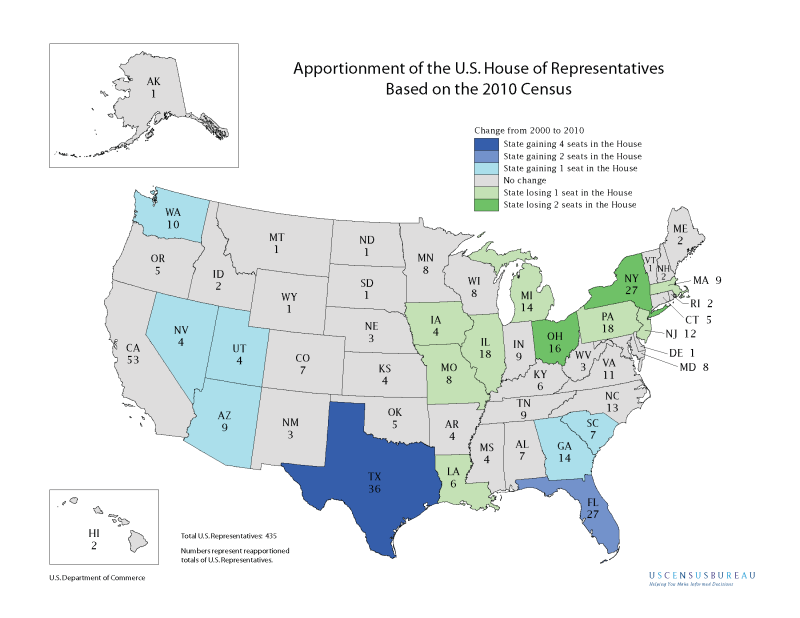 Apportionment of the U.S. House of Representatives
Based on the 2010 Census
Change from 2000 to 2010
State gaining 4 seats in the House
State gaining 2 seats in the House
State gaining 1 seat in the House
No change
State losing 1 seat in the House
State losing 2 seats in the House
AK
1
WA
10
OR
5
CA
53
NV
4
ID
2
MT
1
WY
1
UT
4
AZ
9
CO
7
NM
3
ND
1
SD
1
NE
3
KS
4
OK
5
TX
36
MN
8
IA
4
MO
8
AR
4
LA
6
WI
8
IL
18
MI
14
IN
9
OH
16
KY
6
TN
9
MS
4
AL
7
GA
14
FL
27
SC
7
NC
13
VA
11
WV
3
PA
18
NY
27
VT
1
NH
2
ME
2
MA 9
RI 2
CT 5
NJ 12
DE 1
MD 8
HI
2
Total U.S. Representatives: 435
Numbers represent reapportioned
totals of U.S. Representatives.
U.S. Department of Commerce
USCENSUSBUREAU
Helping You Make Informed Decisions